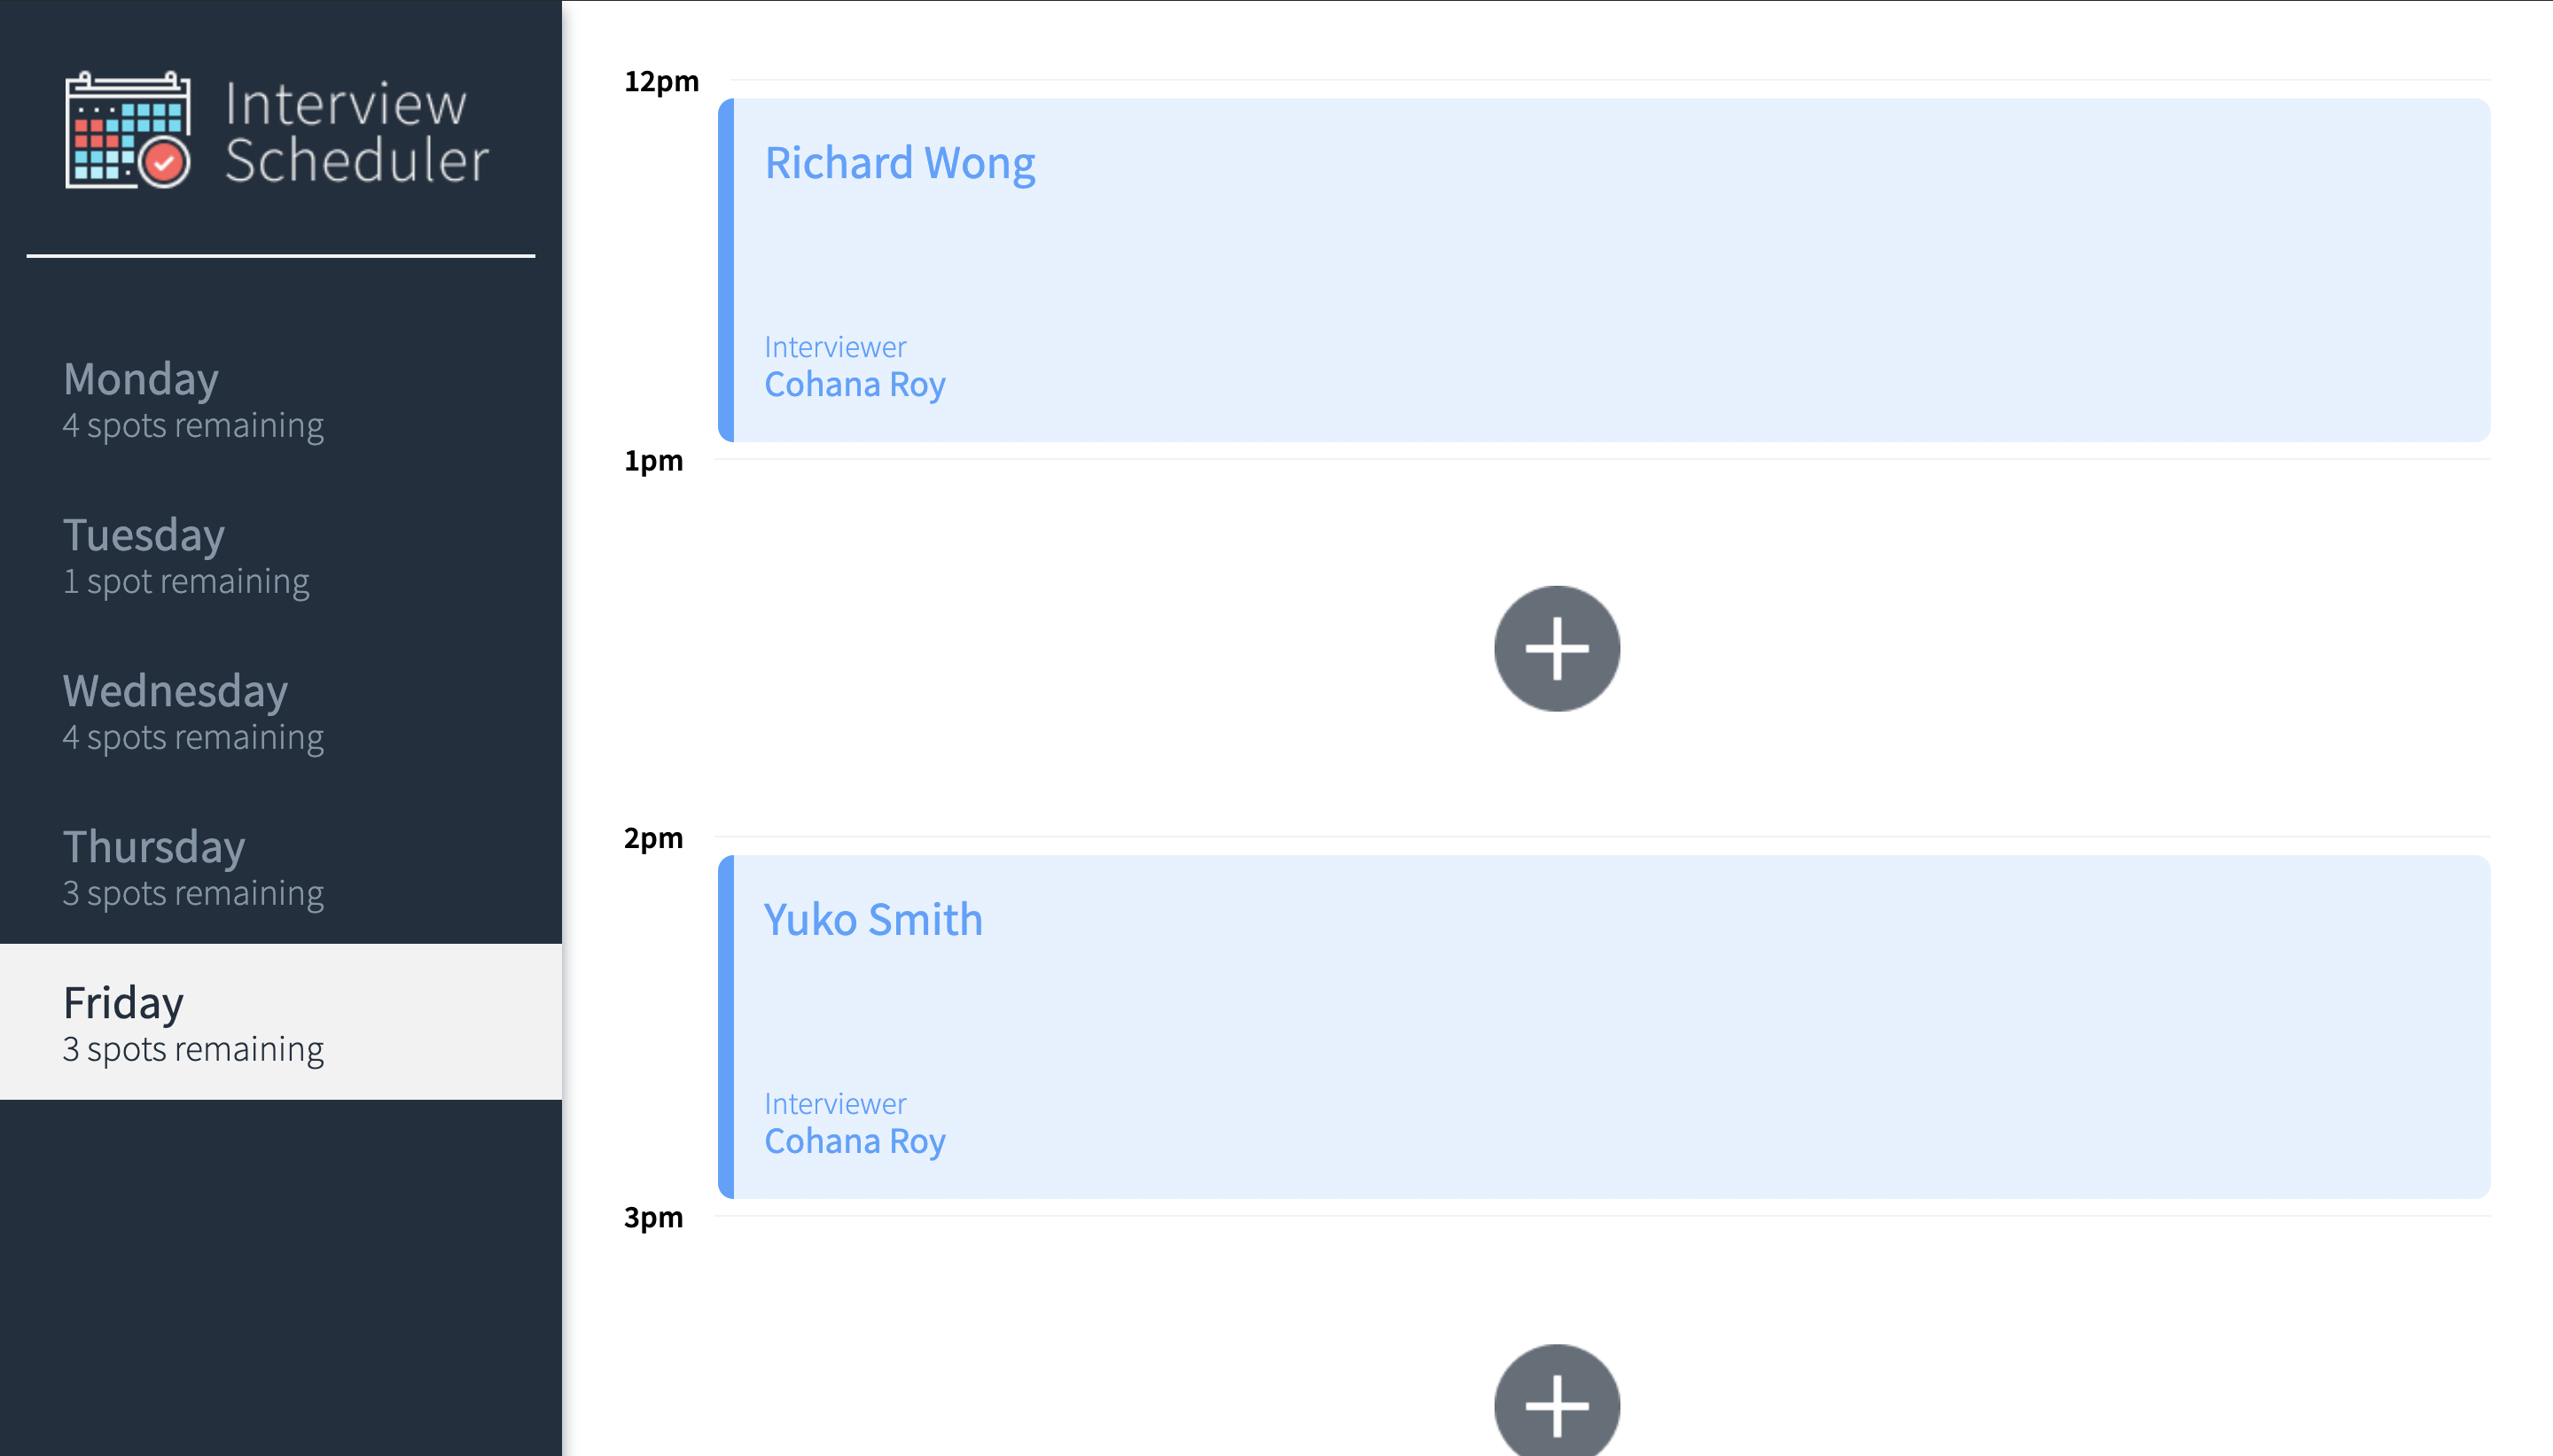 Interview
Scheduler
Monday
4 spots remaining
Tuesday
1 spot remaining
Wednesday
4 spots remaining
Thursday
3 spots remaining
Friday
3 spots remaining
12pm
Richard Wong
Interviewer
Cohana Roy
1pm
2pm
Yuko Smith
Interviewer
Cohana Roy
3pm